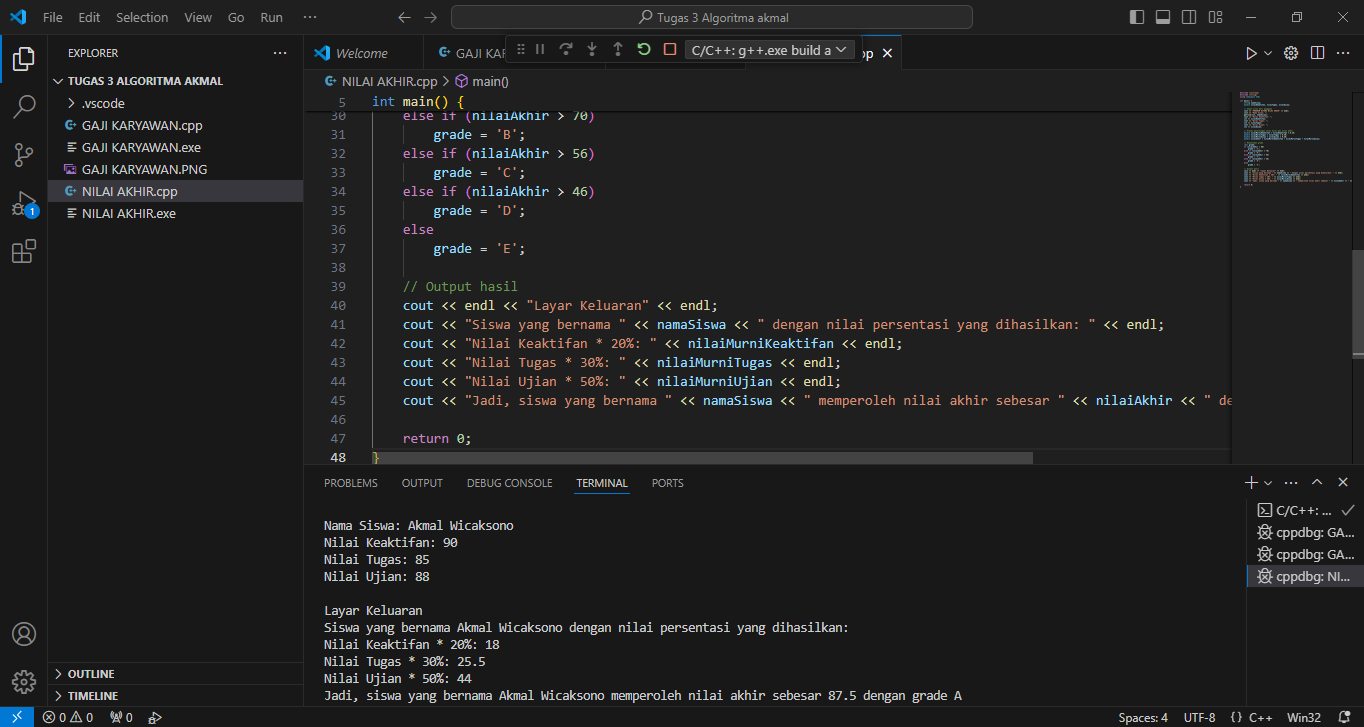 File Edit Selection View Go Run ··· Tugas 3 Algoritma akmal
EXPLORER
TUGAS 3 ALGORITMA AKMAL
.vscode
GAJI KARYAWAN.cpp
GAJI KARYAWAN.exe
GAJI KARYAWAN.PNG
NILAI AKHIR.cpp
NILAI AKHIR.exe
1
OUTLINE
TIMELINE
Welcome GAJI KAR C/C++: g++.exe build a
NILAI AKHIR.cpp > main()
5 int main() {
30 else if (nilaiAkhir > 70)
31 grade = 'B';
32 else if (nilaiAkhir > 56)
33 grade = 'C';
34 else if (nilaiAkhir > 46)
35 grade = 'D';
36 else
37 grade = 'E';
38
39 // Output hasil
40 cout << endl << "Layar Keluaran" << endl;
41 cout << "Siswa yang bernama " << namaSiswa << " dengan nilai persentasi yang dihasilkan: " << endl;
42 cout << "Nilai Keaktifan * 20%: " << nilaiMurniKeaktifan << endl;
43 cout << "Nilai Tugas * 30%: " << nilaiMurniTugas << endl;
44 cout << "Nilai Ujian * 50%: " << nilaiMurniUjian << endl;
45 cout << "Jadi, siswa yang bernama " << namaSiswa << " memperoleh nilai akhir sebesar " << nilaiAkhir << " de
46
47 return 0;
48 }
PROBLEMS OUTPUT DEBUG CONSOLE TERMINAL PORTS
Nama Siswa: Akmal Wicaksono
Nilai Keaktifan: 90
Nilai Tugas: 85
Nilai Ujian: 88
Layar Keluaran
Siswa yang bernama Akmal Wicaksono dengan nilai persentasi yang dihasilkan:
Nilai Keaktifan * 20%: 18
Nilai Tugas * 30%: 25.5
Nilai Ujian * 50%: 44
Jadi, siswa yang bernama Akmal Wicaksono memperoleh nilai akhir sebesar 87.5 dengan grade A
C/C++: ...
cppdbg: GA...
cppdbg: GA...
cppdbg: NI...
0 0 0 Spaces: 4 UTF-8 {} C++ Win32